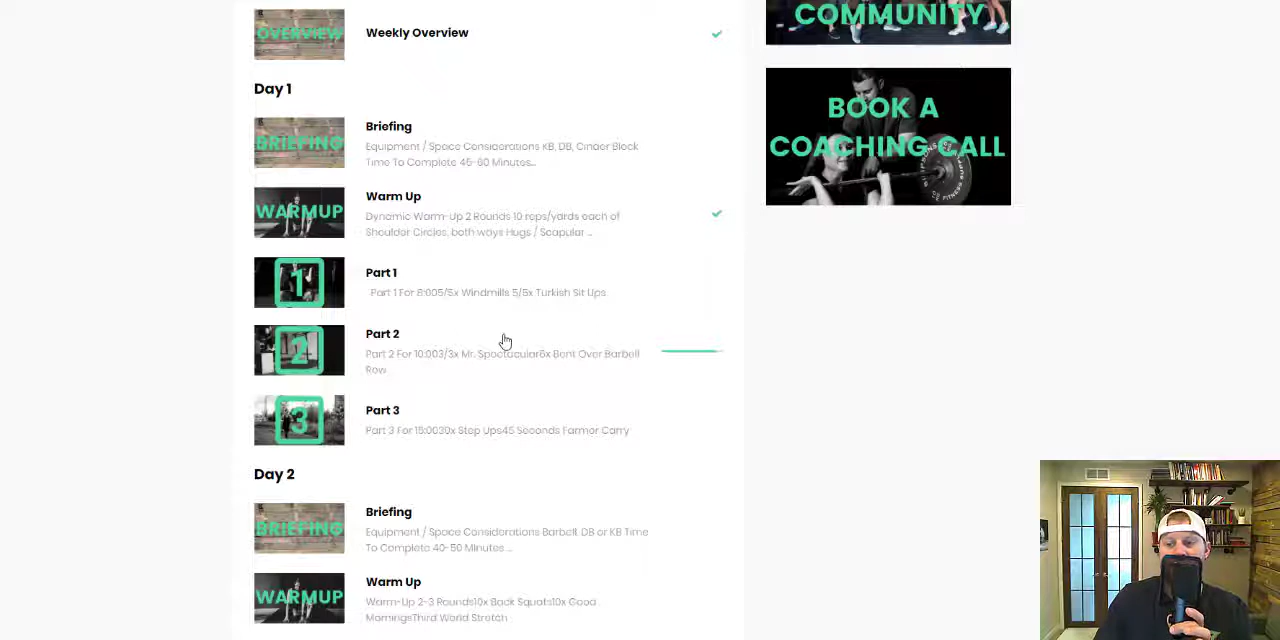 OVERVIEW
Weekly Overview
COMMUNITY
Day 1
BRIEFING
Briefing
Equipment / Space Considerations KB, DB, Cinder Block
Time To Complete 45-60 Minutes...
BOOK A
COACHING CALL
WARMUP
Warm Up
Dynamic Warm-Up 2 Rounds 10 reps/yards each of
Shoulder Circles, both ways Hugs / Scapular ...
1
Part 1
Part 1 For 8:005/5x Windmills 5/5x Turkish Sit Ups
2
Part 2
Part 2 For 10:003/3x Mr. Spectacular6x Bent Over Barbell
Row
3
Part 3
Part 3 For 15:0030x Step Ups45 Seconds Farmer Carry
Day 2
BRIEFING
Briefing
Equipment / Space Considerations Barbell, DB or KB Time
To Complete 40-50 Minutes ...
WARMUP
Warm Up
Warm-Up 2-3 Rounds10x Back Squats10x Good
MorningsThird World Stretch